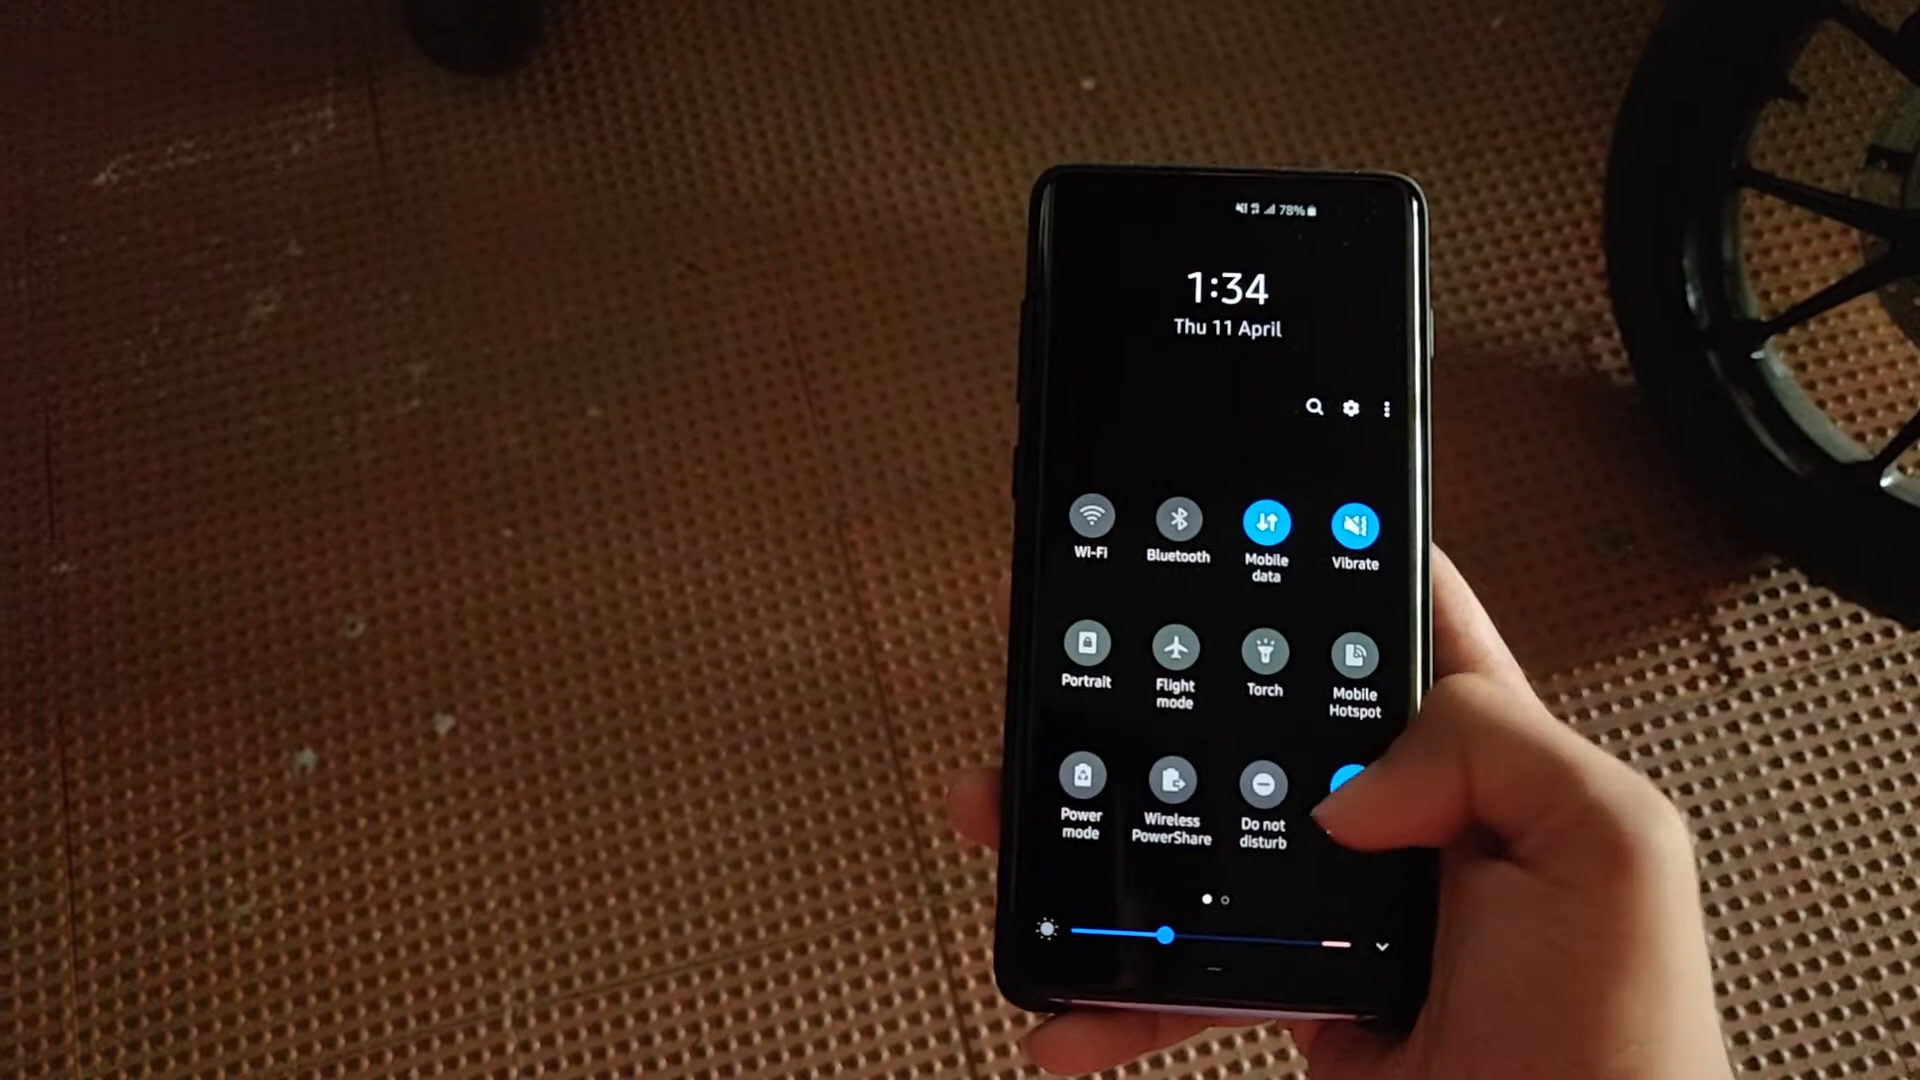 78%
1:34
Thu 11 April
Wi-Fi
Bluetooth
Mobile
data
Vibrate
Portrait
Flight
mode
Torch
Mobile
Hotspot
Power
mode
Wireless
PowerShare
Do not
disturb